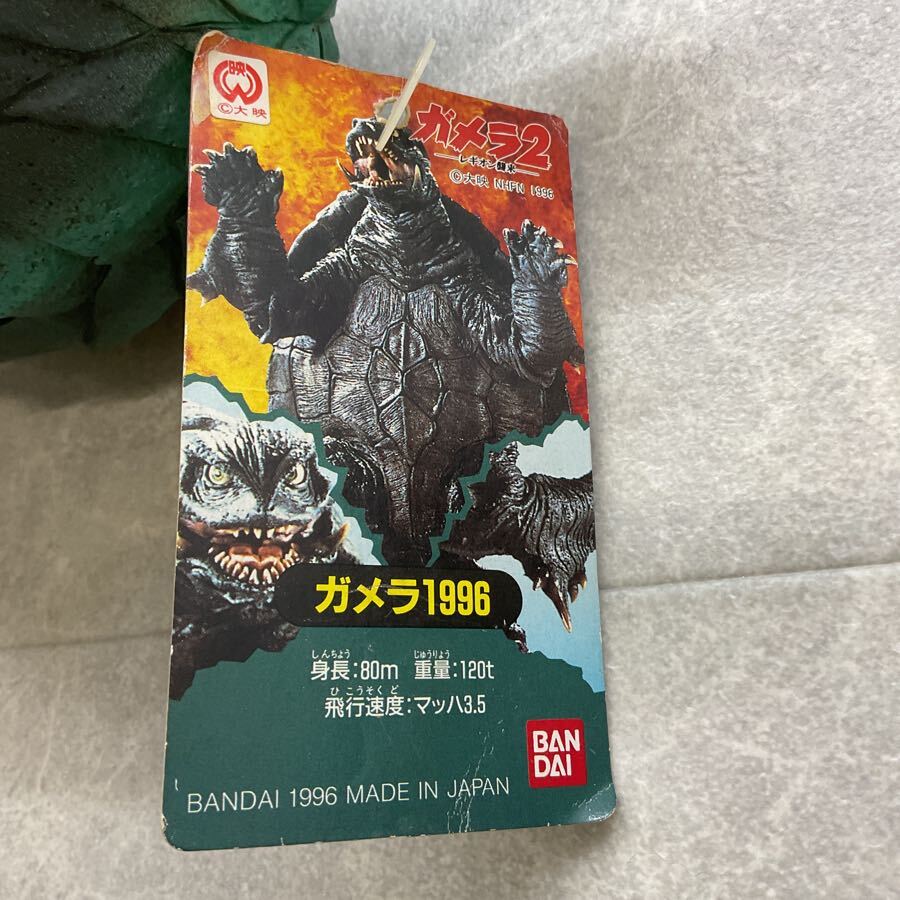 映
©大映
ガメラ2
レギオン襲来
©大映 NHFN 1996
ガメラ1996
しんちょう じゅうりょう
身長:80m 重量:120t
ひこうそくど
飛行速度:マッハ3.5
BAN
DAI
BANDAI 1996 MADE IN JAPAN